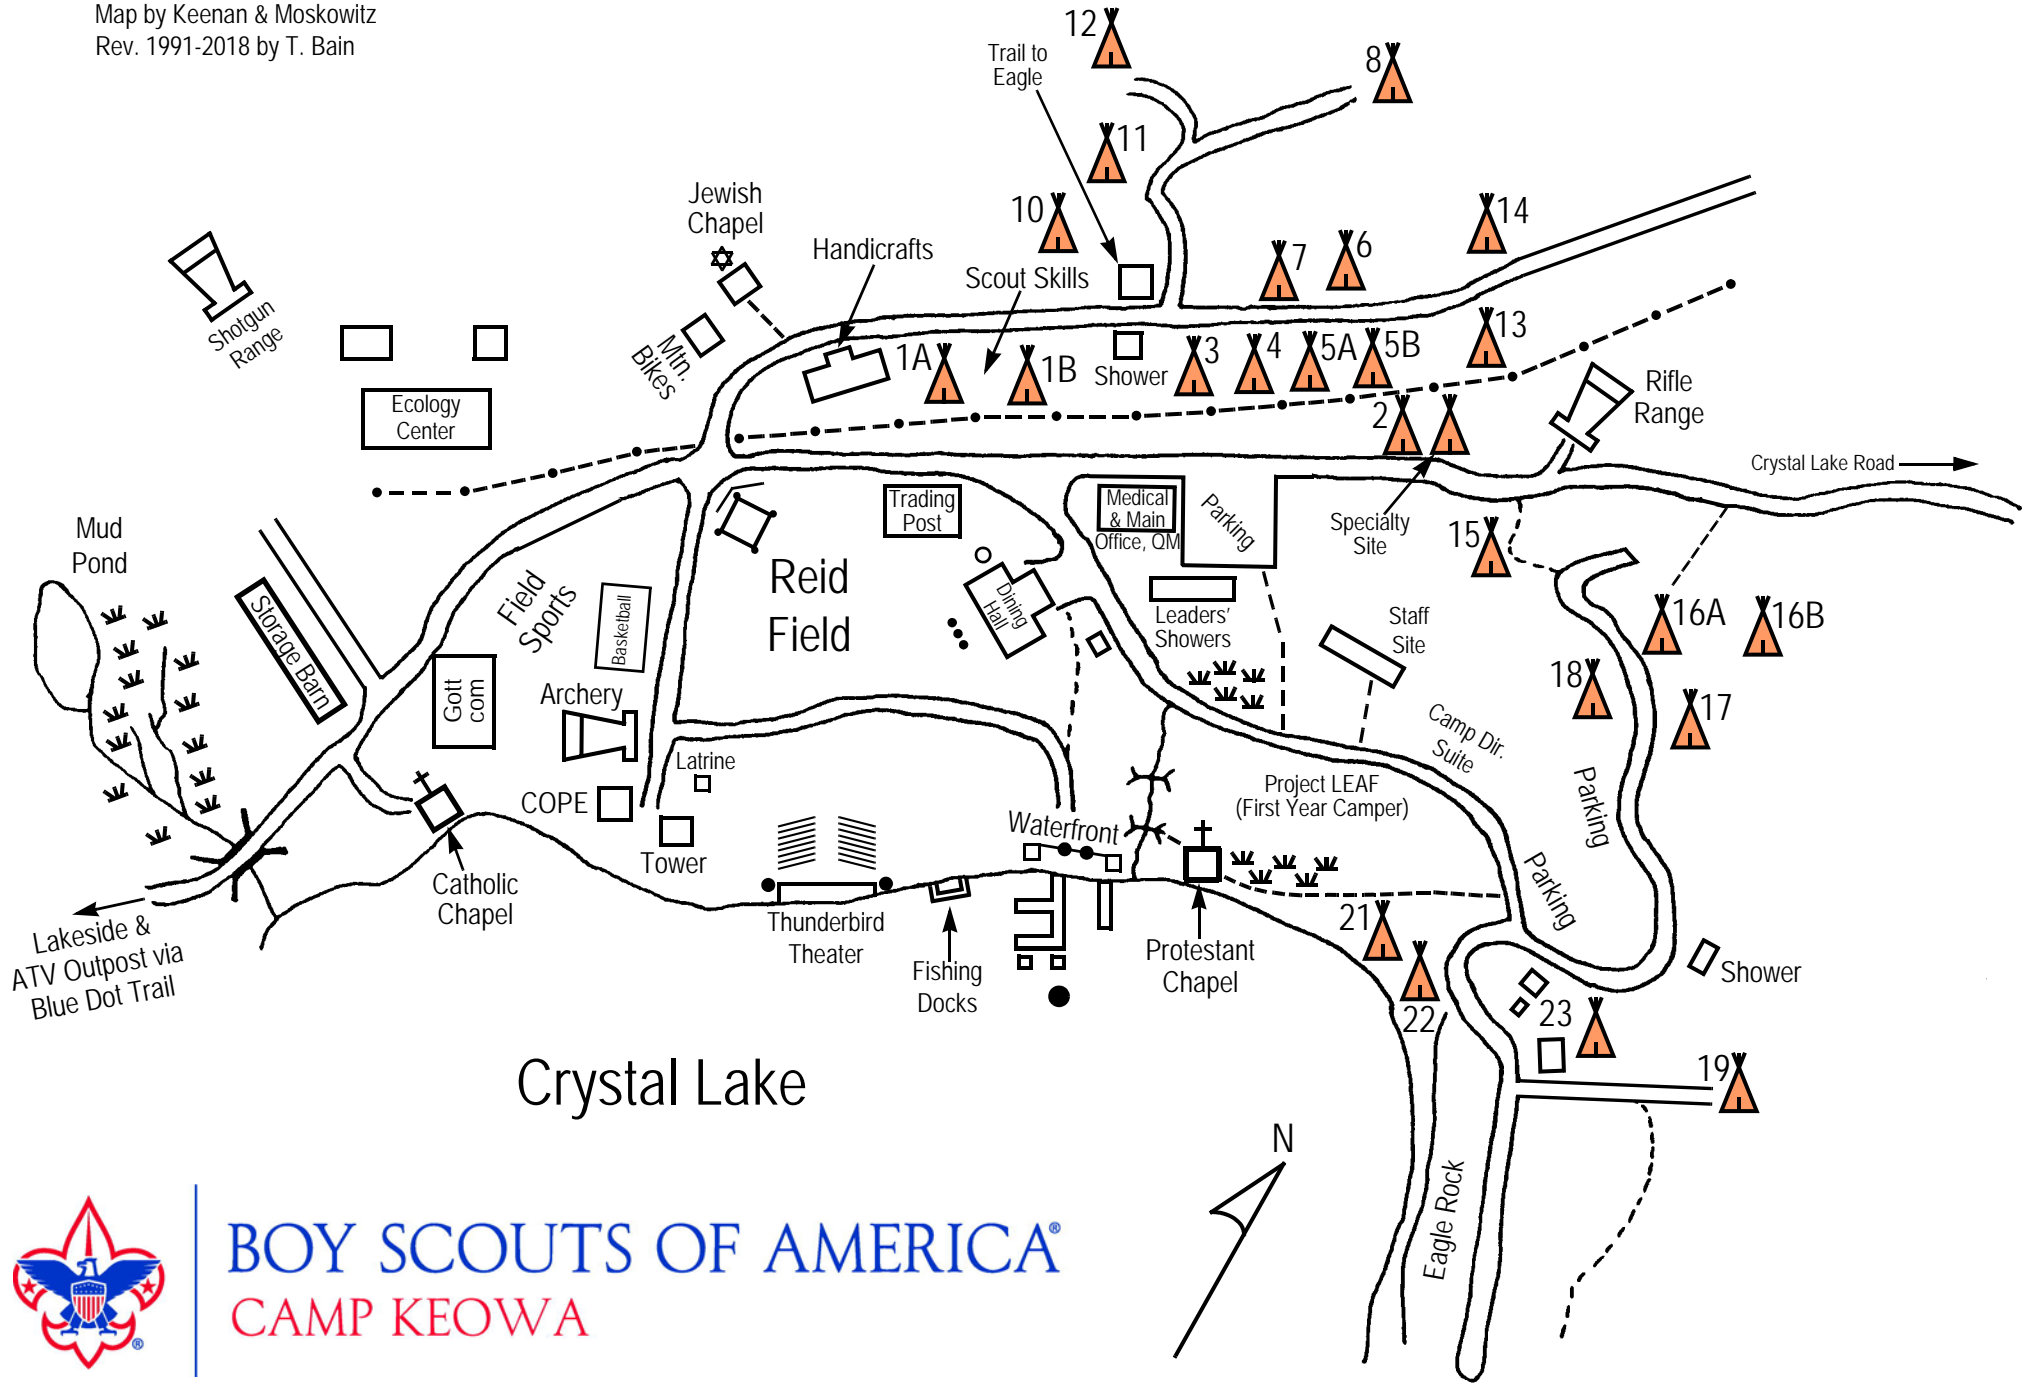 Map by Keenan & Moskowitz
Rev. 1991-2018 by T. Bain
12
Trail to
Eagle
8
11
Jewish
Chapel
10
14
Handicrafts
7
6
Scout Skills
Shotgun
Range
Mtn.
Bikes
1A
1B
Shower
3
4
5A
5B
13
Ecology
Center
2
Rifle
Range
Crystal Lake Road
Mud
Pond
Trading
Post
Medical
& Main
Office, QM
Parking
Specialty
Site
15
Reid
Field
Field
Sports
Basketball
Dining
Hall
Leaders'
Showers
Staff
Site
16A
16B
Storage Barn
Gott
com
Archery
18
17
Camp Dir.
Suite
Latrine
COPE
Tower
Project LEAF
(First Year Camper)
Parking
Waterfront
Parking
Catholic
Chapel
Lakeside &
ATV Outpost via
Blue Dot Trail
Thunderbird
Theater
Fishing
Docks
Protestant
Chapel
21
22
Shower
23
19
Crystal Lake
N
Eagle Rock
BOY SCOUTS OF AMERICA®
CAMP KEOWA
®